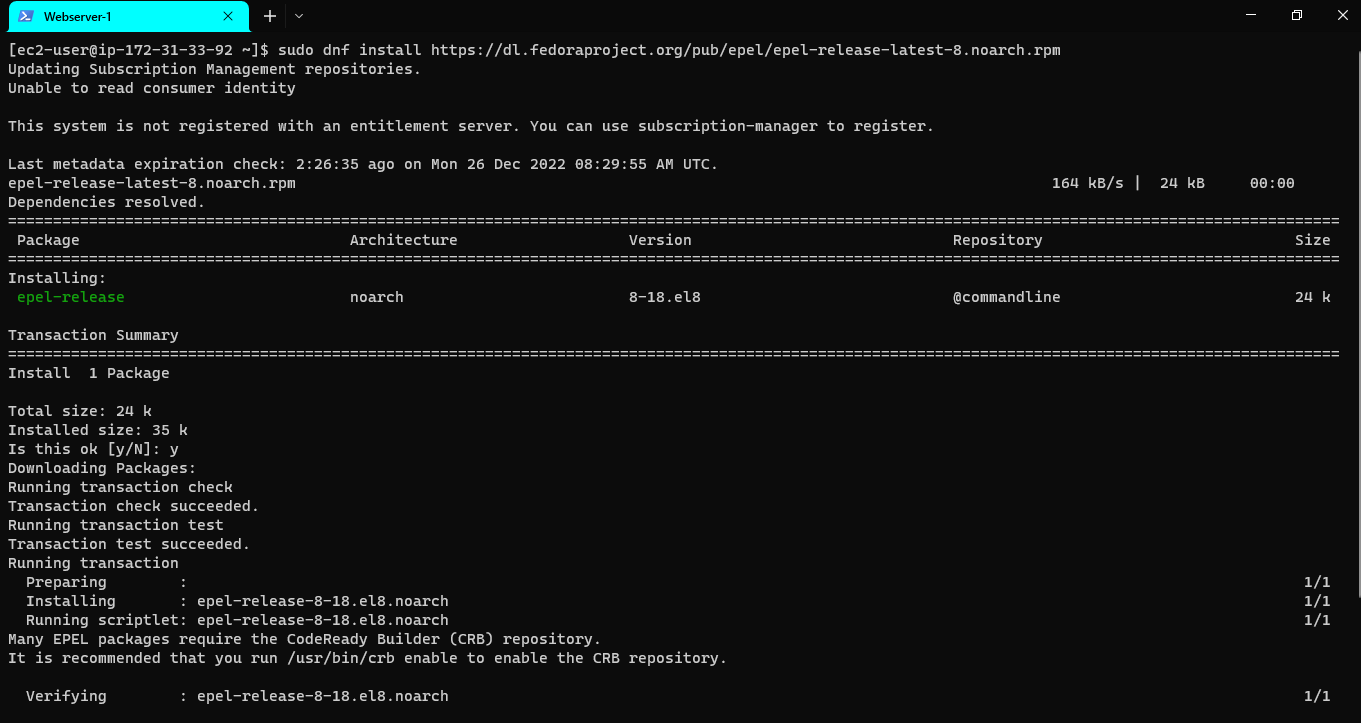 Webserver-1
[ec2-user@ip-172-31-33-92 ~]$ sudo dnf install https://dl.fedoraproject.org/pub/epel/epel-release-latest-8.noarch.rpm
Updating Subscription Management repositories.
Unable to read consumer identity
This system is not registered with an entitlement server. You can use subscription-manager to register.
Last metadata expiration check: 2:26:35 ago on Mon 26 Dec 2022 08:29:55 AM UTC.
epel-release-latest-8.noarch.rpm 164 kB/s | 24 kB 00:00
Dependencies resolved.
====================================================================================================================================================
Package Architecture Version Repository Size
====================================================================================================================================================
Installing:
epel-release noarch 8-18.el8 @commandline 24 k
Transaction Summary
====================================================================================================================================================
Install 1 Package
Total size: 24 k
Installed size: 35 k
Is this ok [y/N]: y
Downloading Packages:
Running transaction check
Transaction check succeeded.
Running transaction test
Transaction test succeeded.
Running transaction
Preparing : 1/1
Installing : epel-release-8-18.el8.noarch 1/1
Running scriptlet: epel-release-8-18.el8.noarch 1/1
Many EPEL packages require the CodeReady Builder (CRB) repository.
It is recommended that you run /usr/bin/crb enable to enable the CRB repository.
Verifying : epel-release-8-18.el8.noarch 1/1